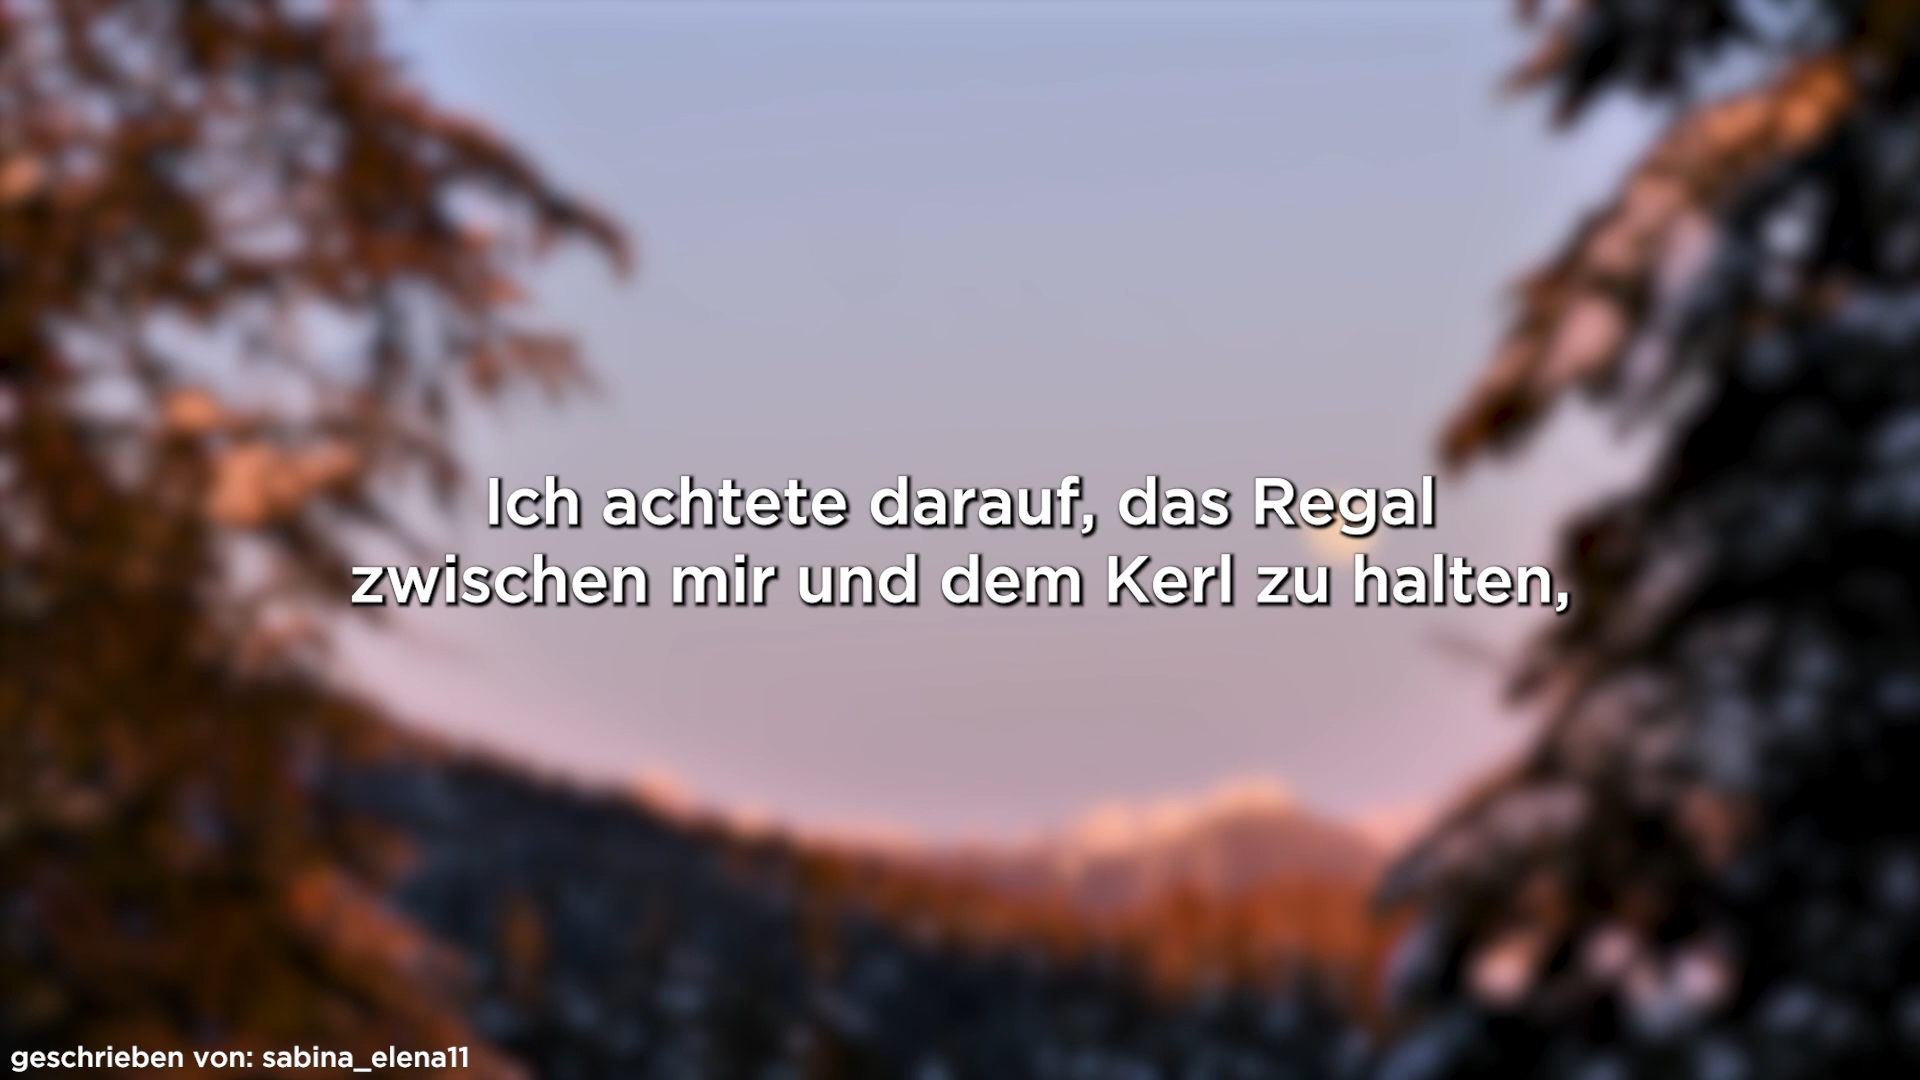 Ich achtete darauf, das Regal
zwischen mir und dem Kerl zu halten,
geschrieben von: sabina_elena11